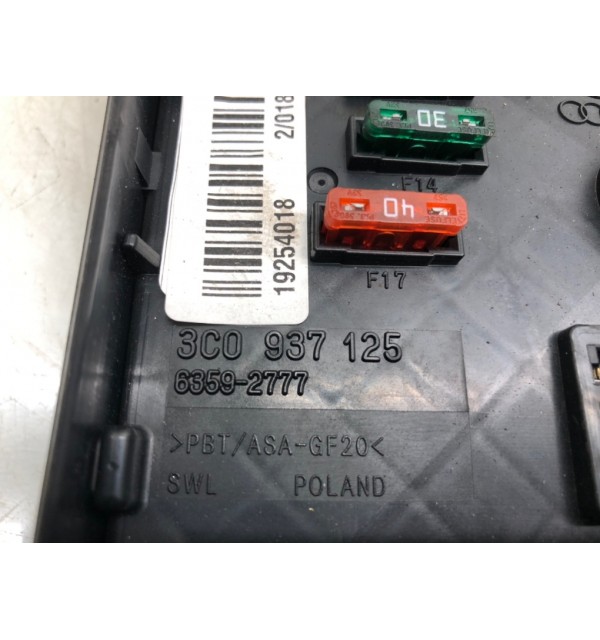 30
F14
40
F17
19254018
2/018
3C0 937 125
6359-2777
>PBT/ASA-GF20<
SWL POLAND